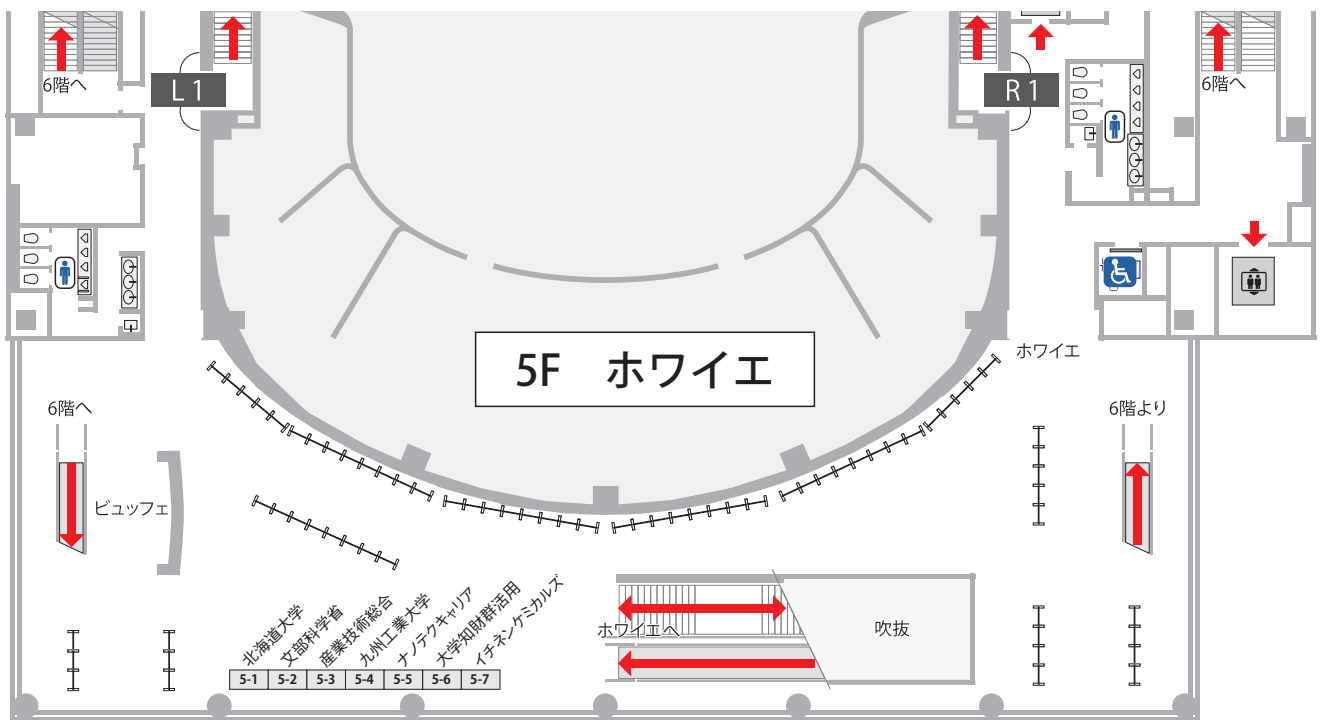 6階へ
L1
R1
6階へ
5F ホワイエ
ホワイエ
6階へ
6階より
ビュッフェ
北海道大学
文部科学省
産業技術総合
九州工業大学
ナノテクキャリア
大学知財群活用
イチネンケミカルズ
5-1 5-2 5-3 5-4 5-5 5-6 5-7
ホワイエへ
吹抜